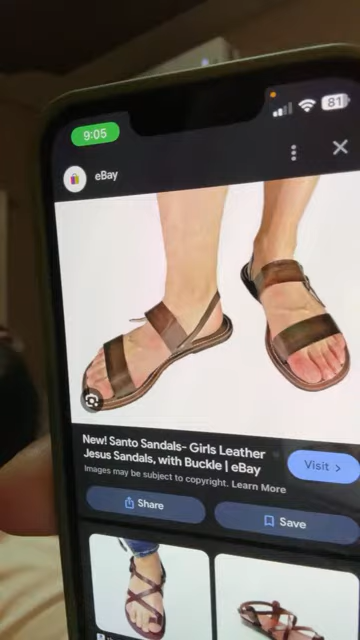 9:05
81
eBay
New! Santo Sandals- Girls Leather
Jesus Sandals, with Buckle | eBay
Images may be subject to copyright. Learn More
Visit >
Share
Save